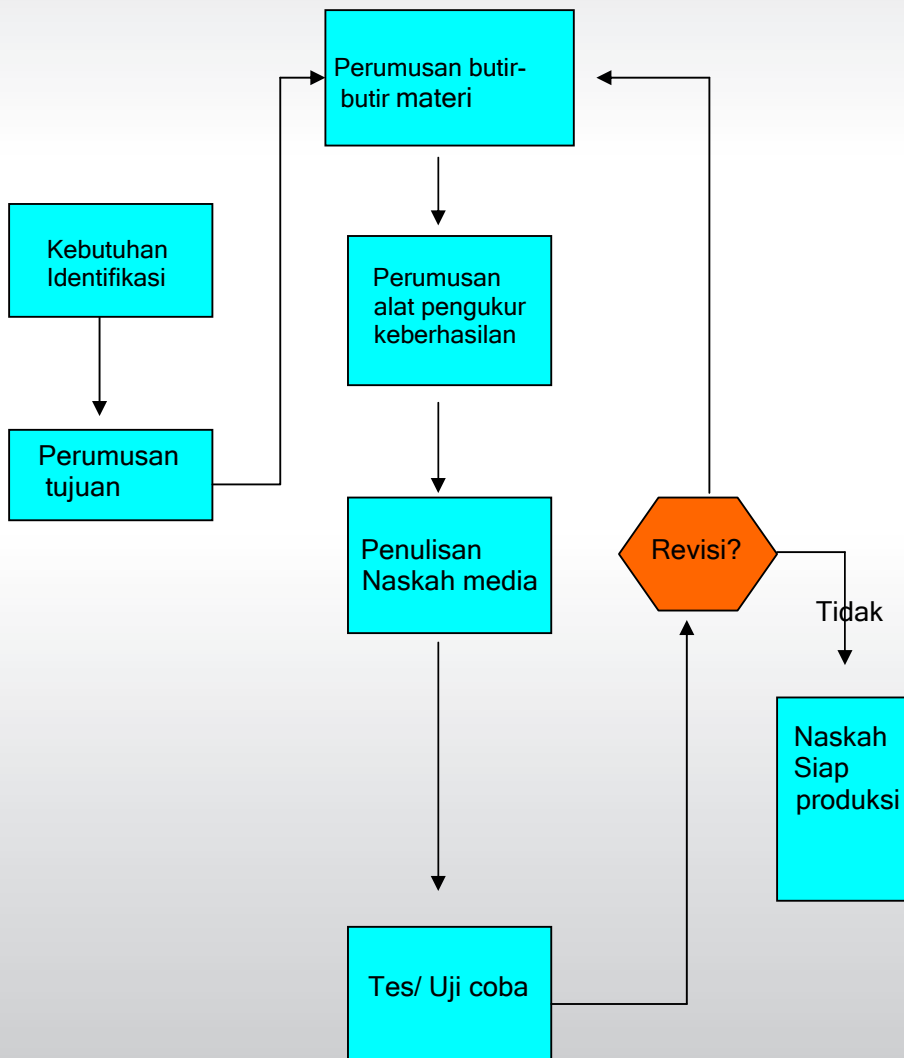 Perumusan butir-
butir materi
Kebutuhan
Identifikasi
Perumusan
alat pengukur
keberhasilan
Perumusan
tujuan
Penulisan
Naskah media
Revisi?
Tidak
Naskah
Siap
produksi
Tes/ Uji coba